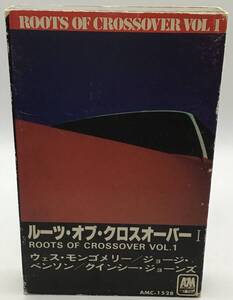 ROOTS OF CROSSOVER VOL 1
ルーツ・オブ・クロスオーバー I
ROOTS OF CROSSOVER VOL.1
ウェス・モンゴメリー/ジョージ・
ベンソン/クインシー・ジョーンズ
A&M
AMC-1528